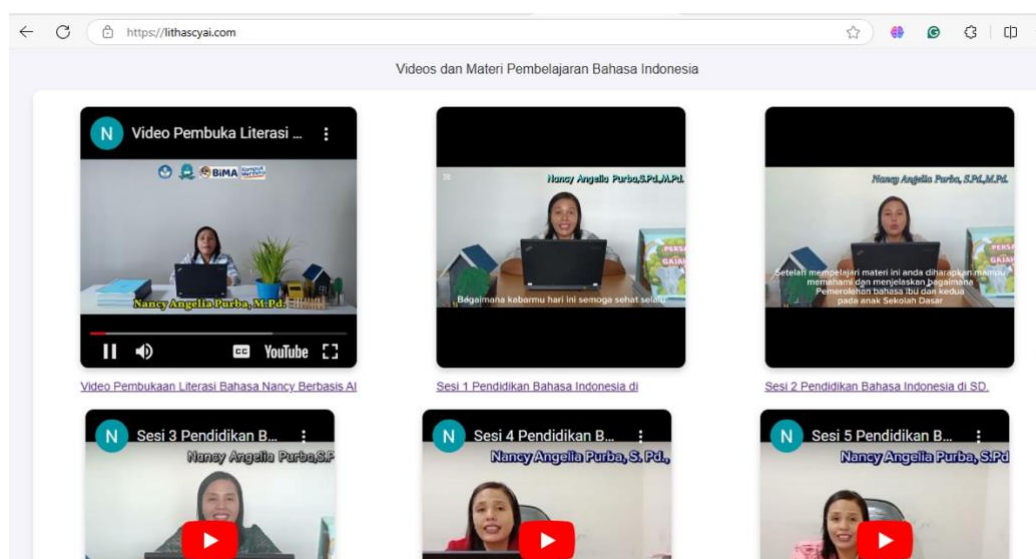 https://lithascyai.com
Videos dan Materi Pembelajaran Bahasa Indonesia
N Video Pembuka Literasi ...
BiMA
Nancy Angelia Purba, M.Pd.
CC YouTube
Video Pembukaan Literasi Bahasa Nancy Berbasis AI
Nancy Angelia Purba,S.Pd.,M.Pd.
Bagaimana kabarmu hari ini semoga sehat selalu
Sesi 1 Pendidikan Bahasa Indonesia di
Nancy Angelia Purba, S.Pd.,M.Pd.
Setelah mempelajari materi ini anda diharapkan mampu
memahami dan menjelaskan bagaimana
Pemerolehan bahasa ibu dan kedua
pada anak Sekolah Dasar
Sesi 2 Pendidikan Bahasa Indonesia di SD.
N Sesi 3 Pendidikan B...
Nancy Angelia Purba,S.P
N Sesi 4 Pendidikan B...
Nancy Angelia Purba, S. Pd.,
N Sesi 5 Pendidikan B...
Nancy Angelia Purba, S.Pd